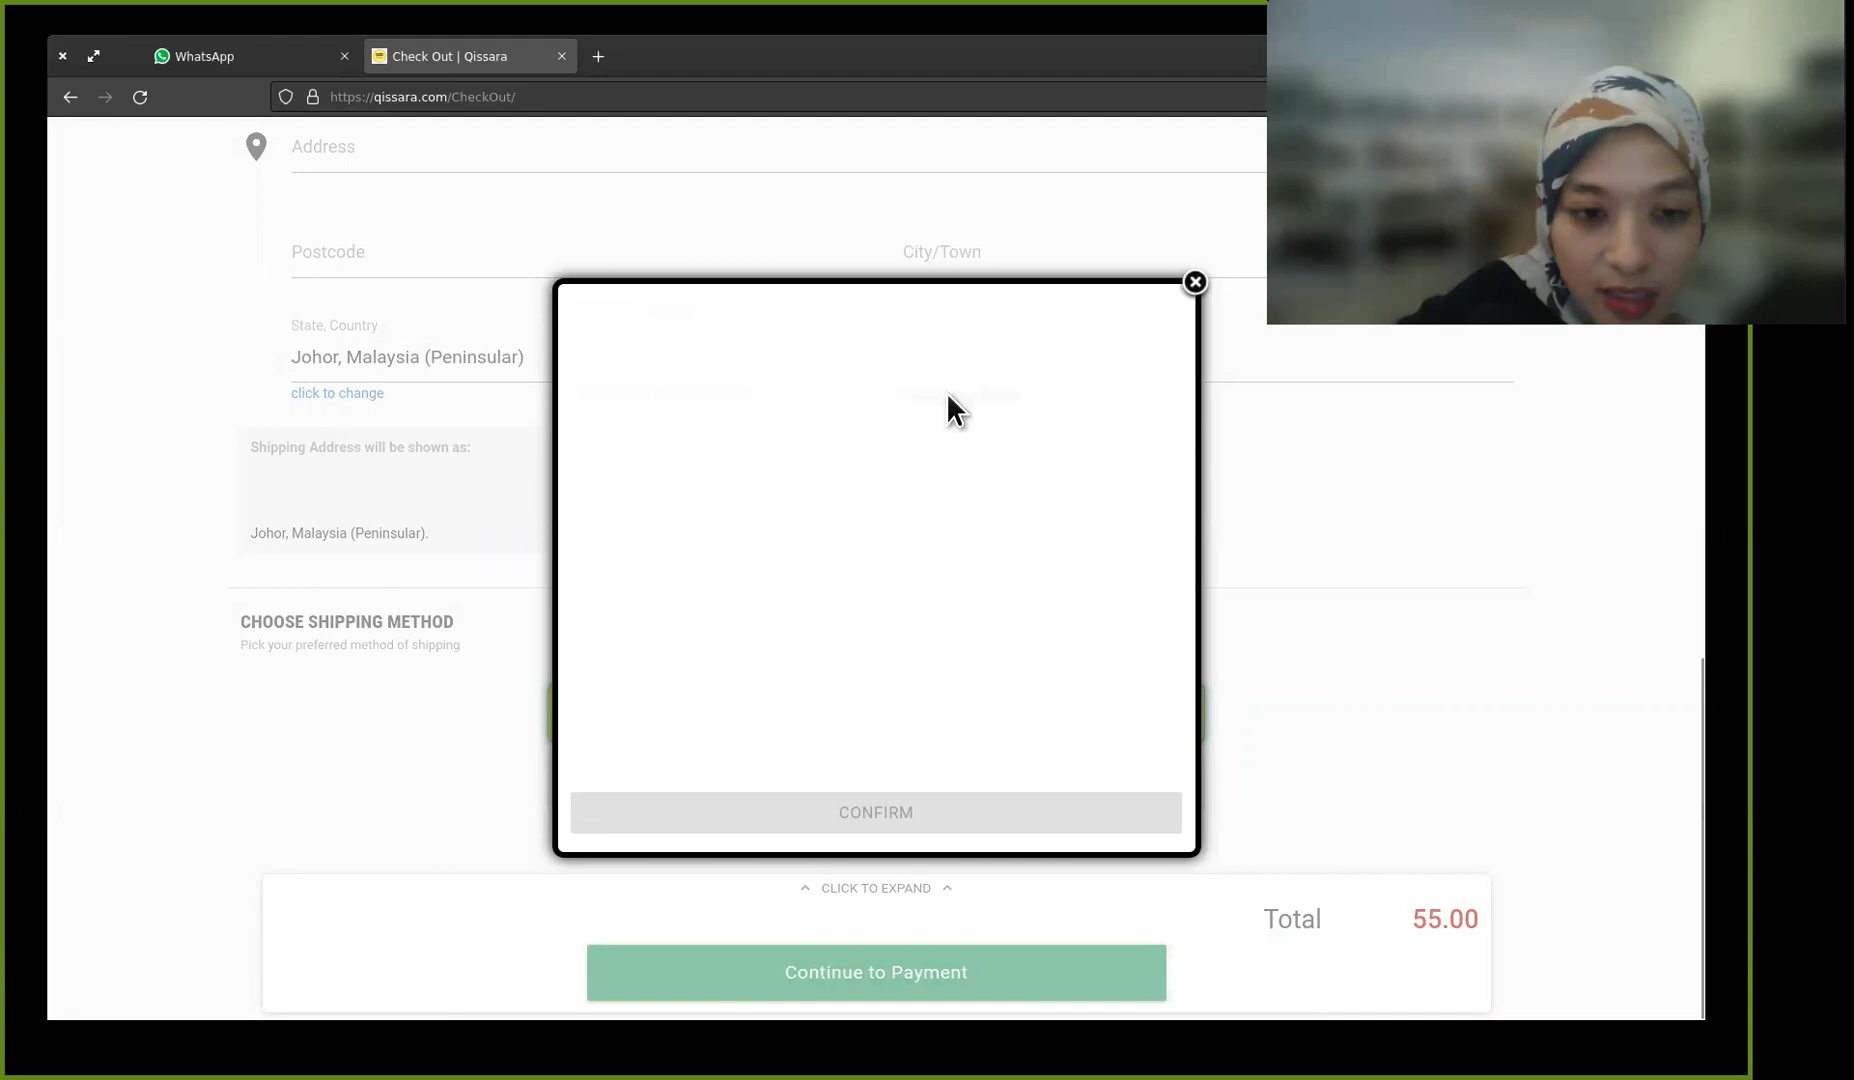 WhatsApp
Check Out | Qissara
https://qissara.com/CheckOut/
Address
Postcode
City/Town
State, Country
Johor, Malaysia (Peninsular)
click to change
Shipping Address will be shown as:
Johor, Malaysia (Peninsular).
CHOOSE SHIPPING METHOD
Pick your preferred method of shipping
CONFIRM
CLICK TO EXPAND
Total 55.00
Continue to Payment